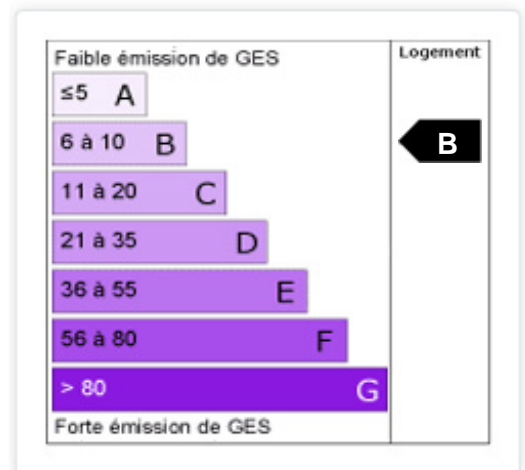 Faible émission de GES
Logement
≤5 A
6 à 10 B
B
11 à 20 C
21 à 35 D
36 à 55 E
56 à 80 F
> 80 G
Forte émission de GES